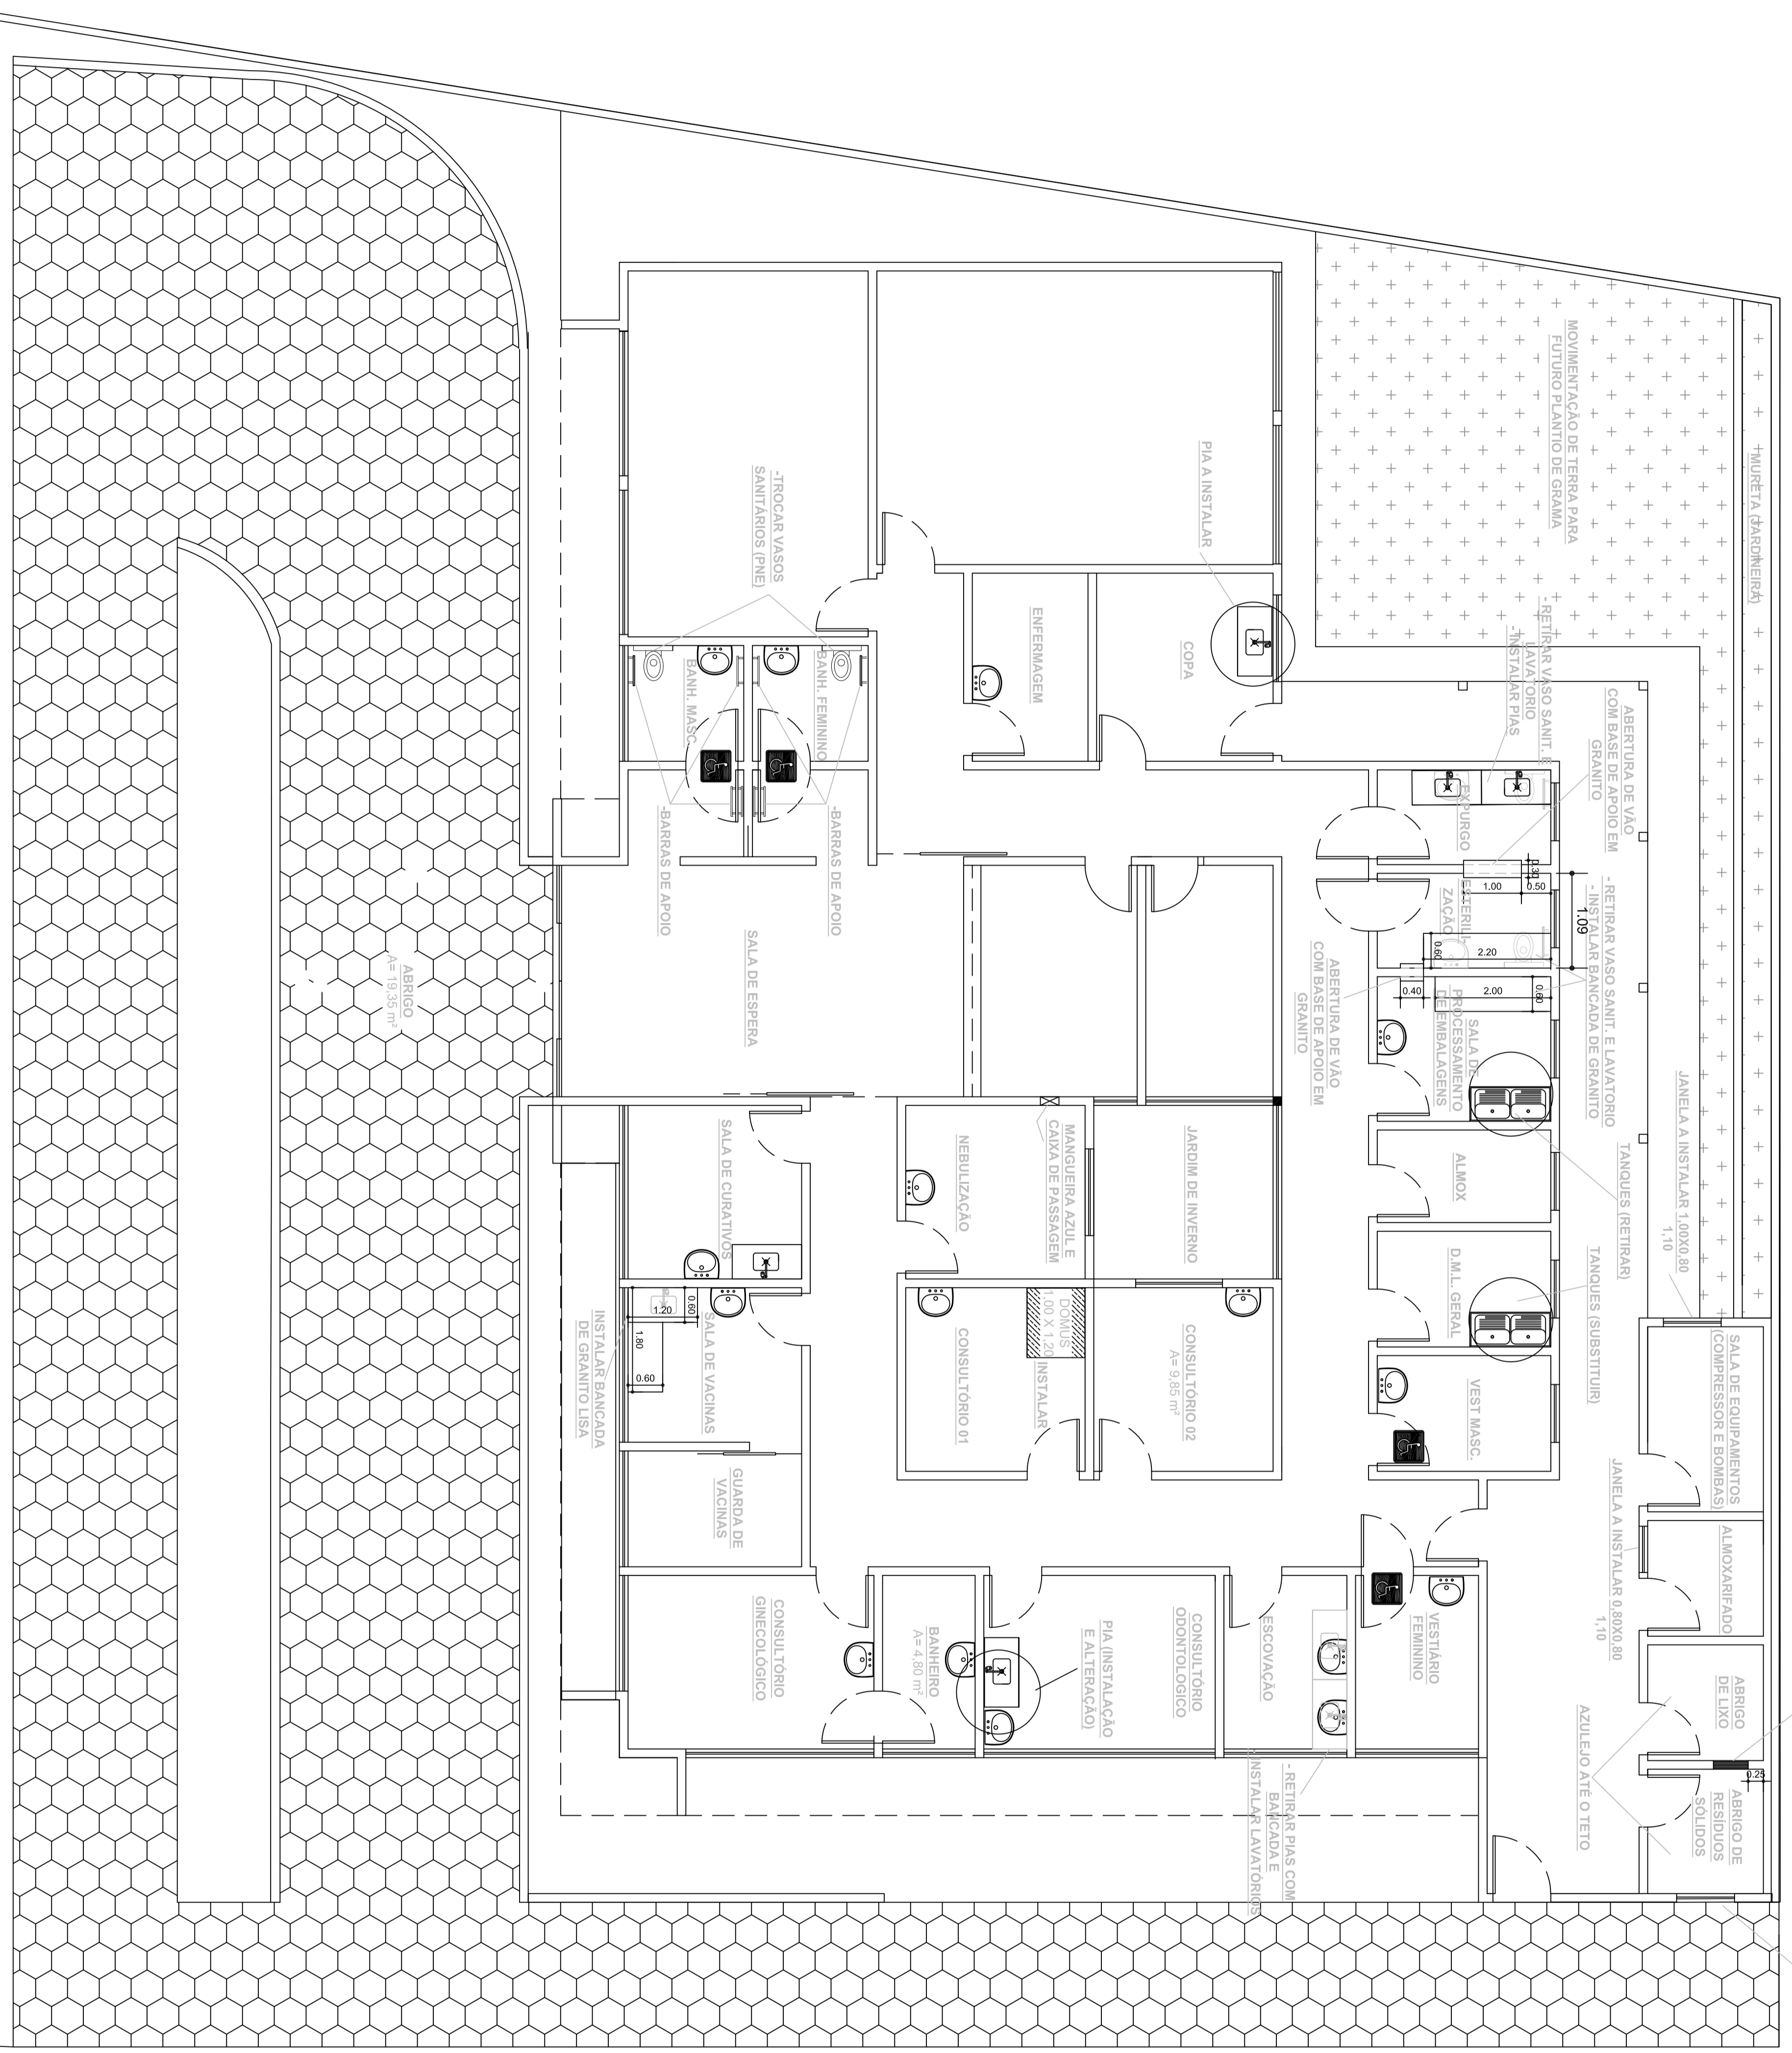 MURETA (JARDINEIRA)
MOVIMENTAÇÃO DE TERRA PARA
FUTURO PLANTIO DE GRAMA
PIA A INSTALAR
-TROCAR VASOS
SANITÁRIOS (PNE)
- RETIRAR VASO SANIT. E
LAVATORIO
- INSTALAR PIAS
ABERTURA DE VÃO
COM BASE DE APOIO EM
GRANITO
COPA
ENFERMAGEM
BANH. FEMININO
BANH. MASC.
-BARRAS DE APOIO
-BARRAS DE APOIO
EXPURGO
0.30
1.00
0.50
1.09
- RETIRAR VASO SANIT. E LAVATORIO
- INSTALAR BANCADA DE GRANITO
ESTERILI-
ZAÇÃO
2.20
0.60
0.40
2.00
0.60
ABERTURA DE VÃO
COM BASE DE APOIO EM
GRANITO
SALA DE
PROCESSAMENTO
DE EMBALAGENS
SALA DE ESPERA
ABRIGO
A= 19,35 m²
JANELA A INSTALAR 1,00X0,80
1,10
TANQUES (RETIRAR)
TANQUES (SUBSTITUIR)
ALMOX
D.M.L. GERAL
VEST MASC.
JARDIM DE INVERNO
MANGUEIRA AZUL E
CAIXA DE PASSAGEM
NEBULIZAÇÃO
SALA DE CURATIVOS
SALA DE VACINAS
0.60
1.20
1.80
0.60
INSTALAR BANCADA
DE GRANITO LISA
GUARDA DE
VACINAS
CONSULTÓRIO 01
DOMUS
1.00 X 1.20
INSTALAR
CONSULTÓRIO 02
A= 9,85 m²
SALA DE EQUIPAMENTOS
(COMPRESSOR E BOMBAS)
JANELA A INSTALAR 0,80X0,80
1,10
ALMOXARIFADO
ABRIGO
DE LIXO
0.25
ABRIGO DE
RESÍDUOS
SÓLIDOS
AZULEJO ATÉ O TETO
VESTIÁRIO
FEMININO
ESCOVAÇÃO
CONSULTÓRIO
ODONTOLOGICO
PIA (INSTALAÇÃO
E ALTERAÇÃO)
BANHEIRO
A= 4,80 m²
CONSULTÓRIO
GINECOLÓGICO
- RETIRAR PIAS COM
BANCADA E
- INSTALAR LAVATÓRIOS